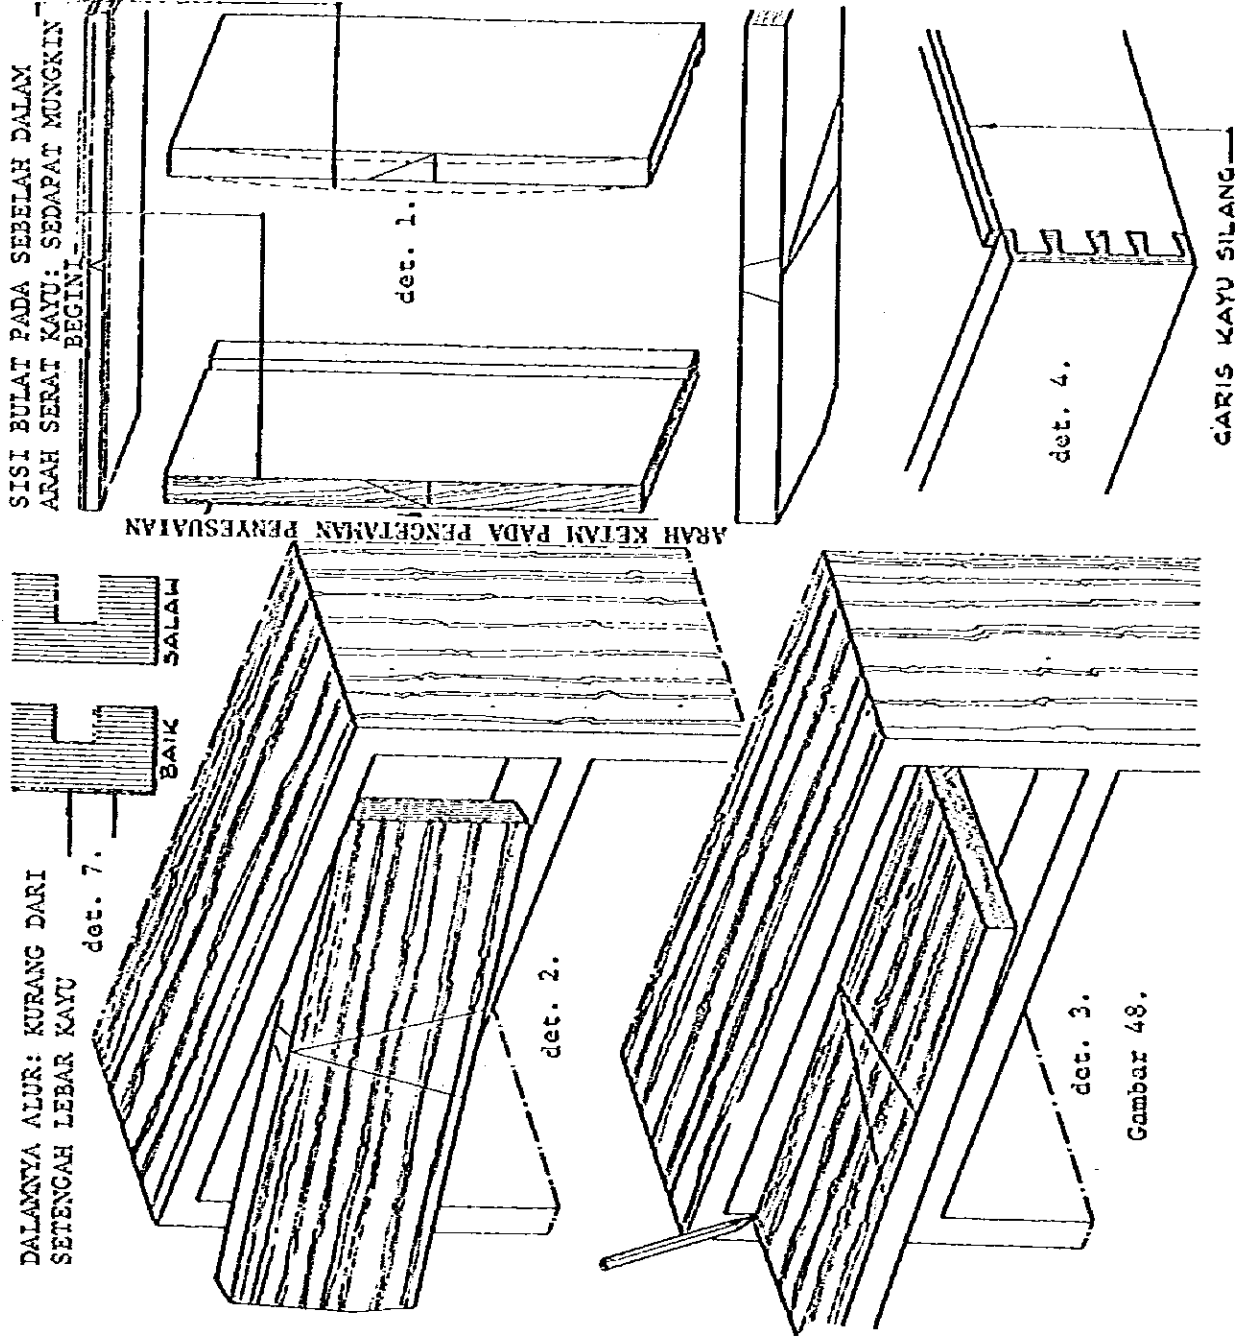 DALAMNYA ALUR: KURANG DARI
SETENGAH LEBAR KAYU
det. 7.
BAIK
SALAH
SISI BULAT PADA SEBELAH DALAM
ARAH SERAT KAYU: SEDAPAT MUNGKIN
BEGINI
ARAH KETAM PADA PENGETAMAN PENYESUAIAN
det. 1.
det. 2.
det. 3.
det. 4.
GARIS KAYU SILANG
Gambar 48.